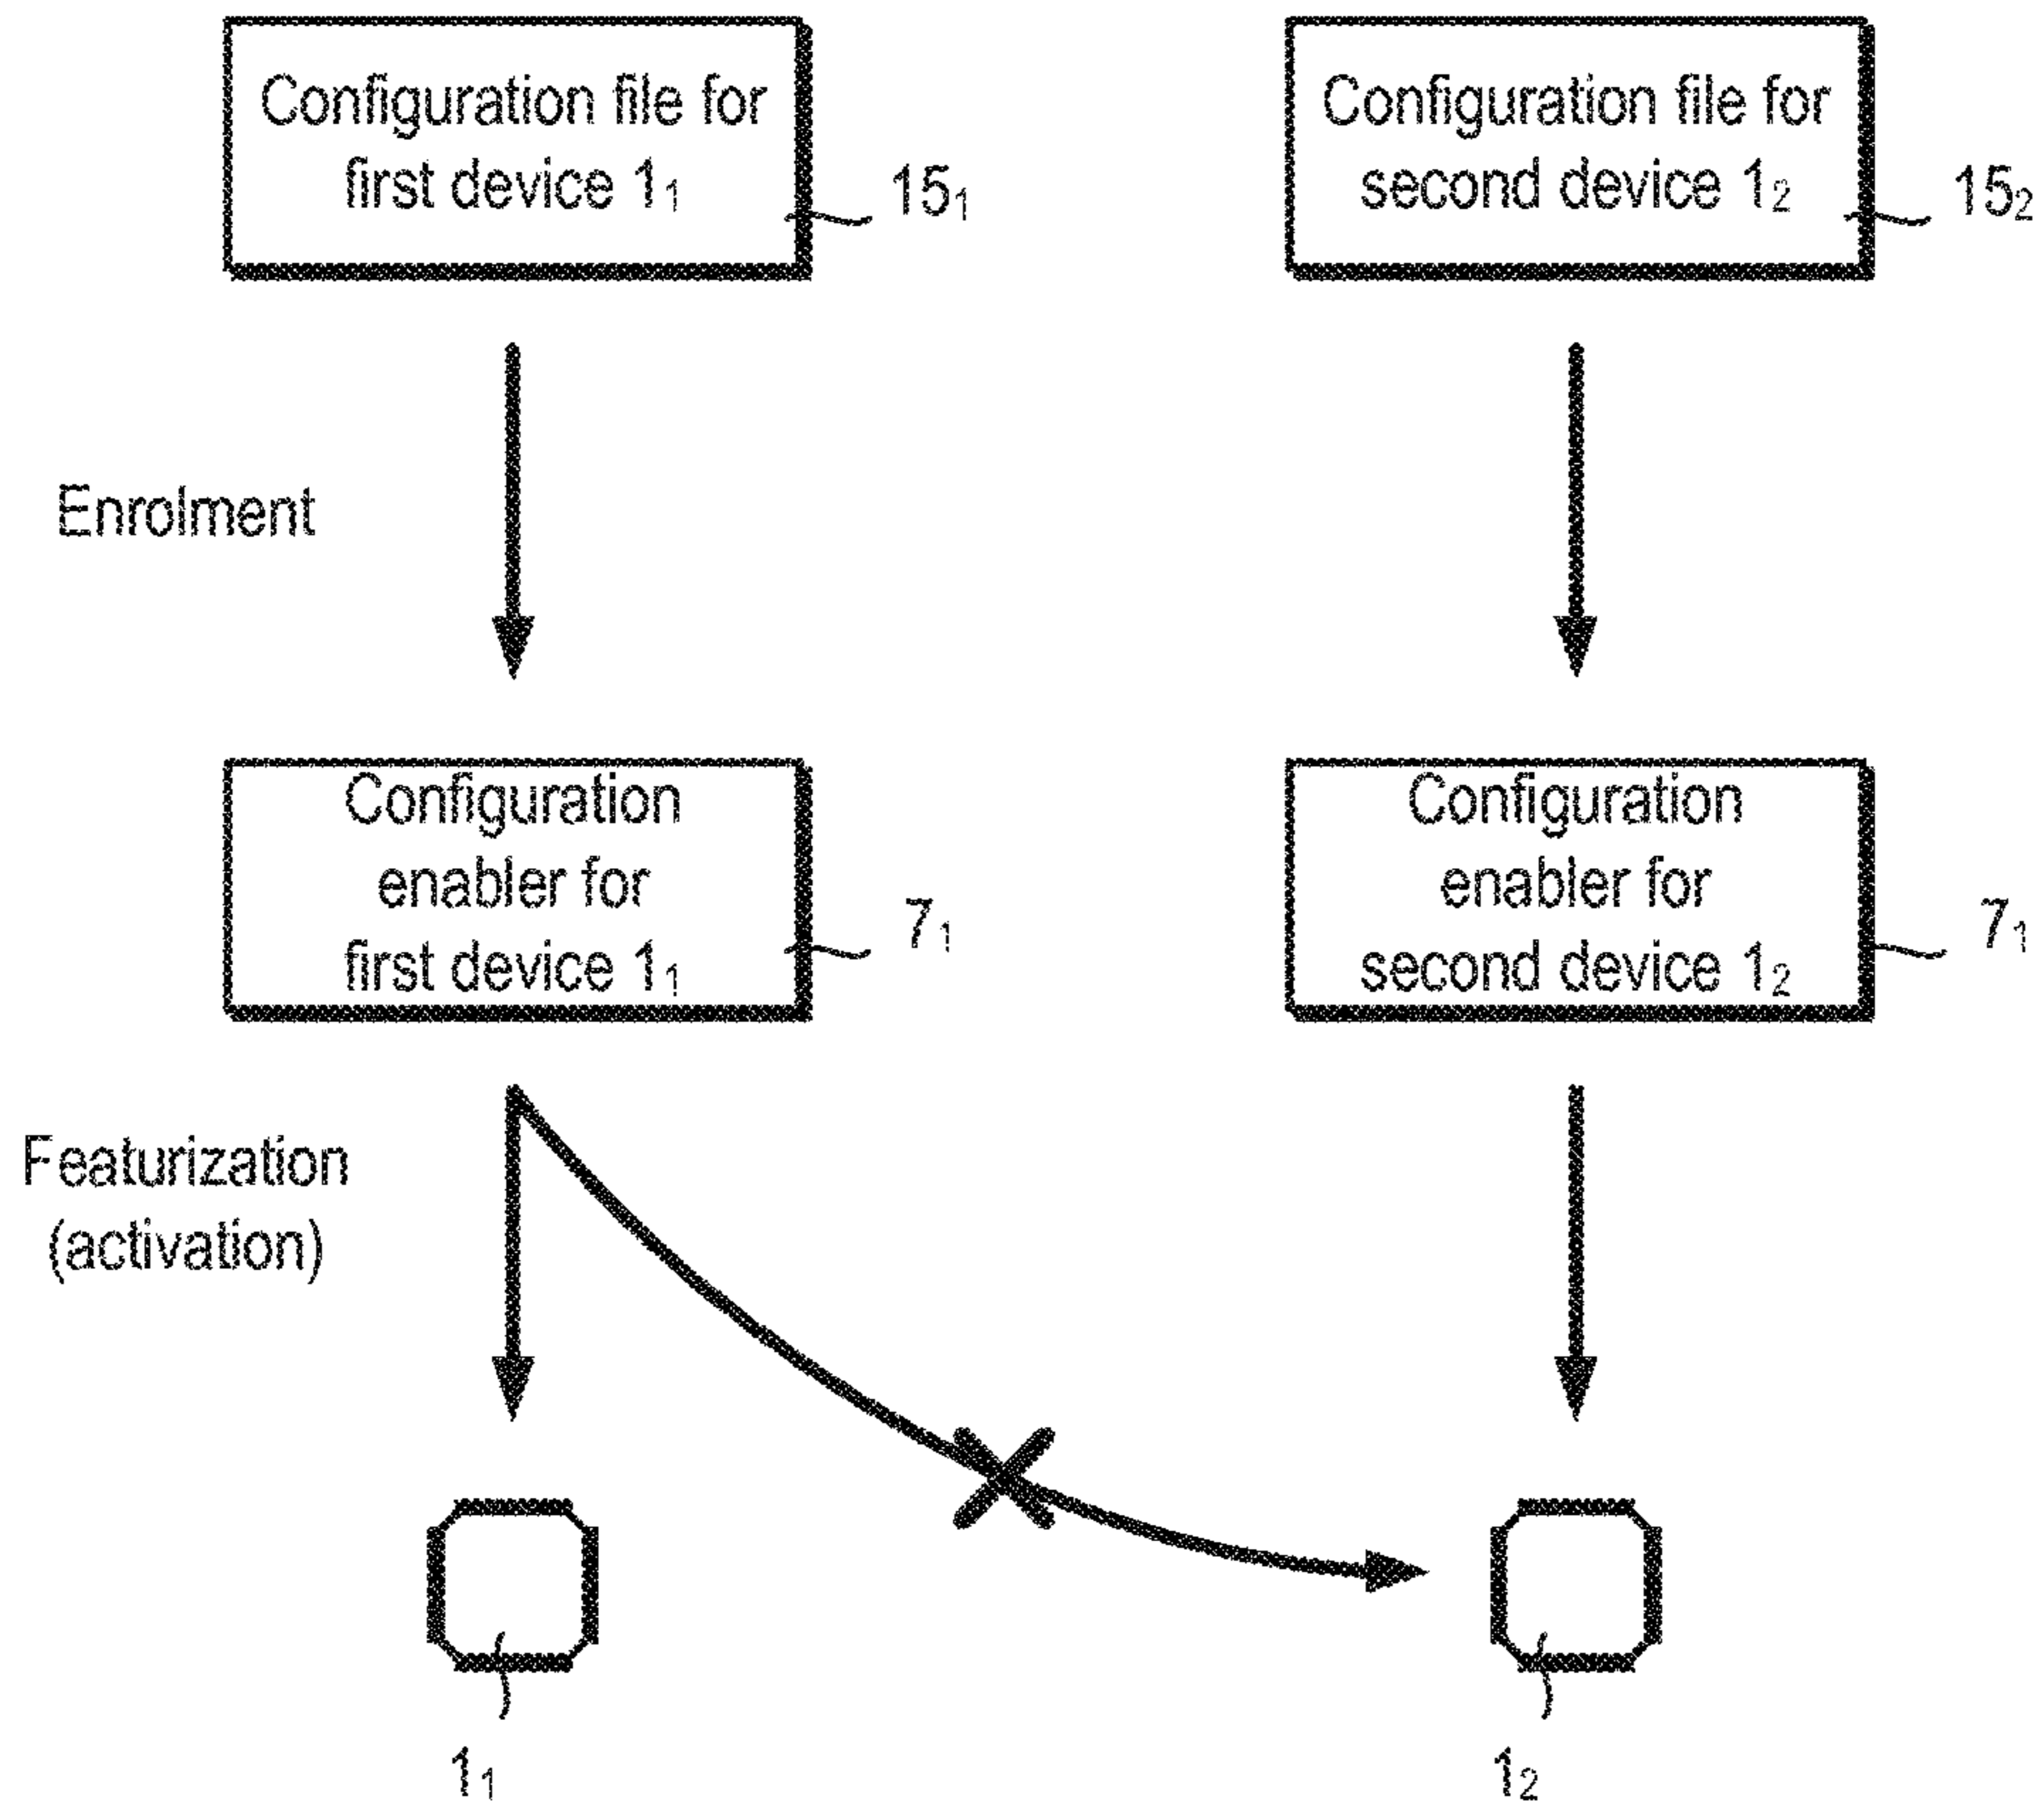 Configuration file for
first device 1₁
15₁
Configuration file for
second device 1₂
15₂
Enrolment
Configuration
enabler for
first device 1₁
7₁
Configuration
enabler for
second device 1₂
7₁
Featurization
(activation)
1₁
1₂